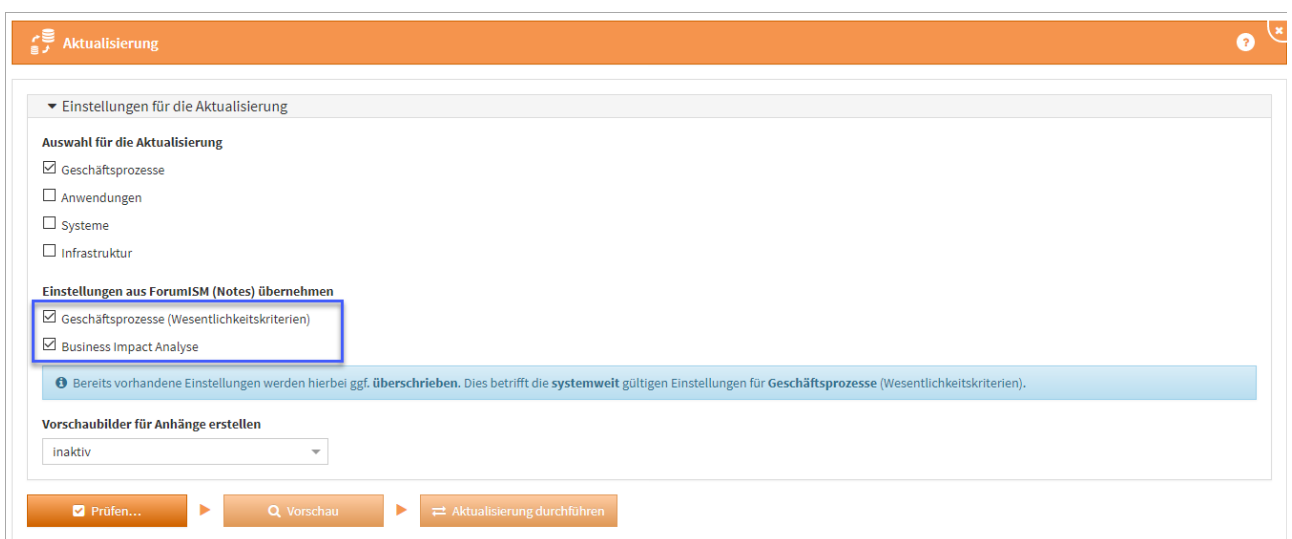 Aktualisierung
Einstellungen für die Aktualisierung
Auswahl für die Aktualisierung
Geschäftsprozesse
Anwendungen
Systeme
Infrastruktur
Einstellungen aus ForumISM (Notes) übernehmen
Geschäftsprozesse (Wesentlichkeitskriterien)
Business Impact Analyse
Bereits vorhandene Einstellungen werden hierbei ggf. überschrieben. Dies betrifft die systemweit gültigen Einstellungen für Geschäftsprozesse (Wesentlichkeitskriterien).
Vorschaubilder für Anhänge erstellen
inaktiv
Prüfen... Vorschau Aktualisierung durchführen